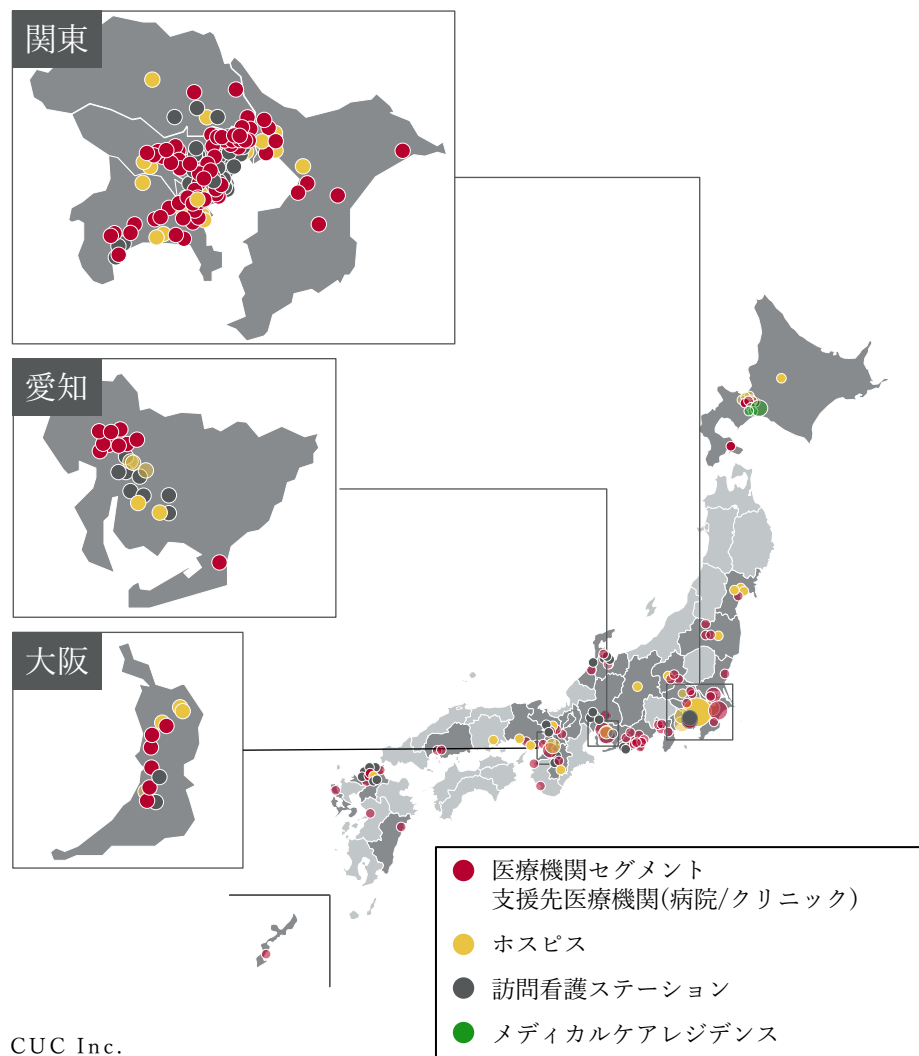 関東
愛知
大阪
医療機関セグメント
支援先医療機関(病院/クリニック)
ホスピス
訪問看護ステーション
メディカルケアレジデンス
CUC Inc.